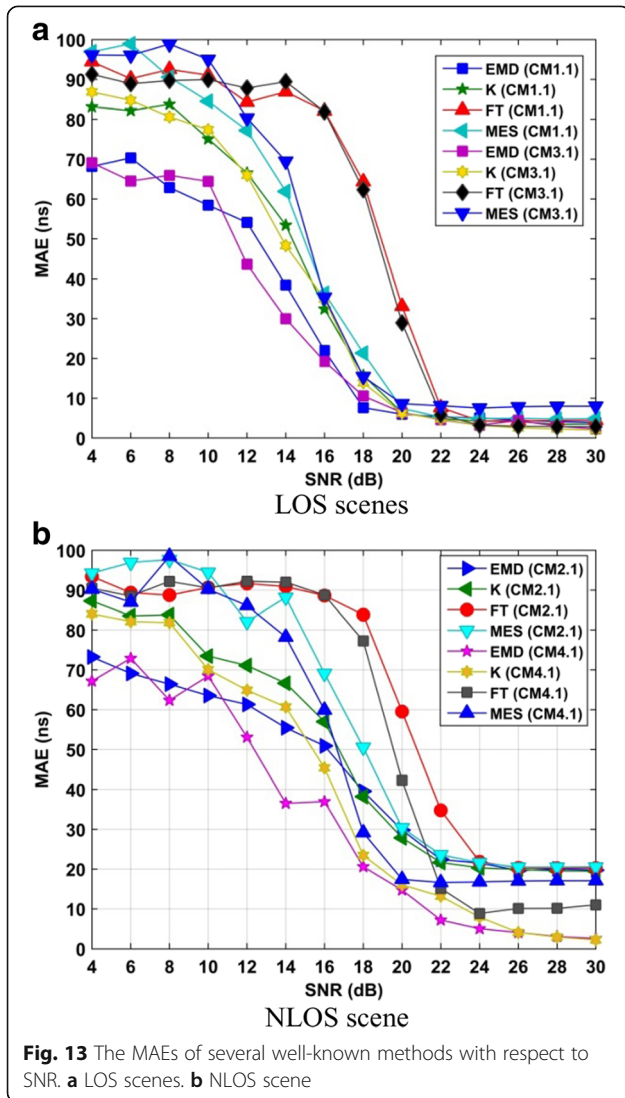 a
100
90
80
70
60
50
40
30
20
10
0
MAE (ns)
EMD (CM1.1)
K (CM1.1)
FT (CM1.1)
MES (CM1.1)
EMD (CM3.1)
K (CM3.1)
FT (CM3.1)
MES (CM3.1)
4 6 8 10 12 14 16 18 20 22 24 26 28 30
SNR (dB)
LOS scenes
b
100
90
80
70
60
50
40
30
20
10
0
MAE (ns)
EMD (CM2.1)
K (CM2.1)
FT (CM2.1)
MES (CM2.1)
EMD (CM4.1)
K (CM4.1)
FT (CM4.1)
MES (CM4.1)
4 6 8 10 12 14 16 18 20 22 24 26 28 30
SNR (dB)
NLOS scene
Fig. 13 The MAEs of several well-known methods with respect to
SNR. a LOS scenes. b NLOS scene